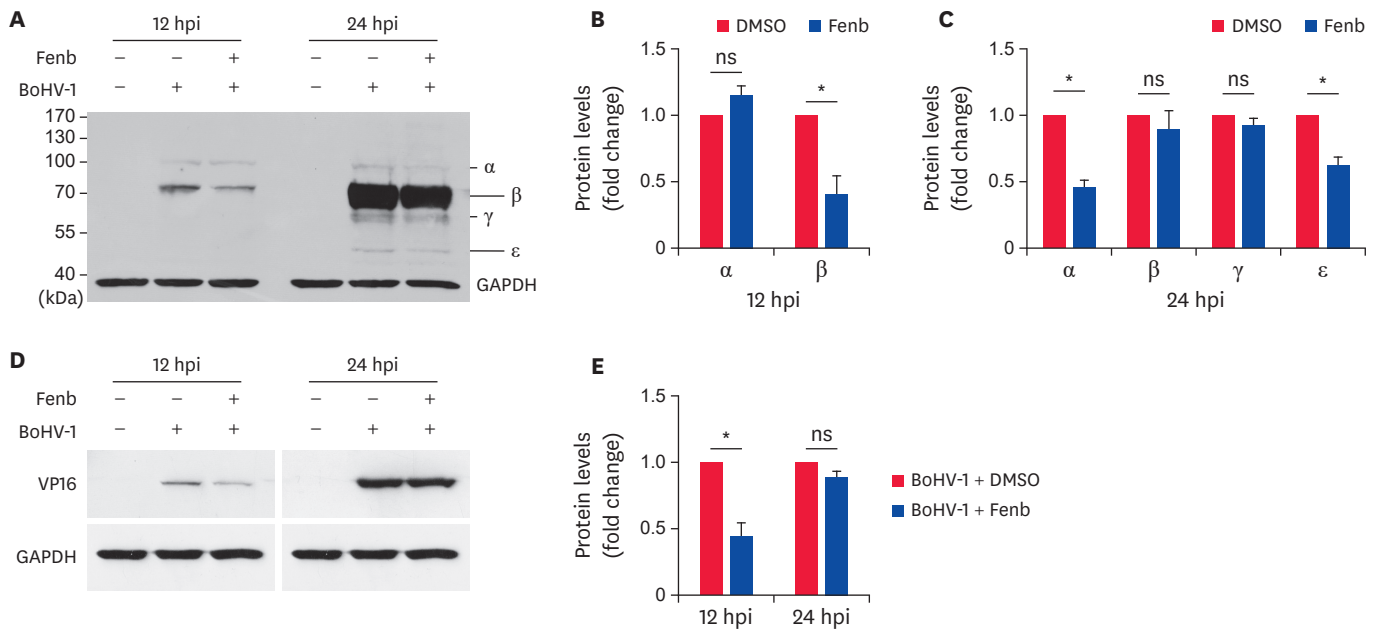 A
12 hpi
24 hpi
Fenb – – + – – +
BoHV-1 – + + – + +
170
130
100
70
55
40
(kDa)
α
β
γ
ε
GAPDH
B
DMSO Fenb
Protein levels
(fold change)
1.5
1.0
0.5
0
ns
*
α β
12 hpi
C
DMSO Fenb
Protein levels
(fold change)
1.5
1.0
0.5
0
* ns ns *
α β γ ε
24 hpi
D
12 hpi
24 hpi
Fenb – – + – – +
BoHV-1 – + + – + +
VP16
GAPDH
E
Protein levels
(fold change)
1.5
1.0
0.5
0
* ns
12 hpi 24 hpi
BoHV-1 + DMSO
BoHV-1 + Fenb